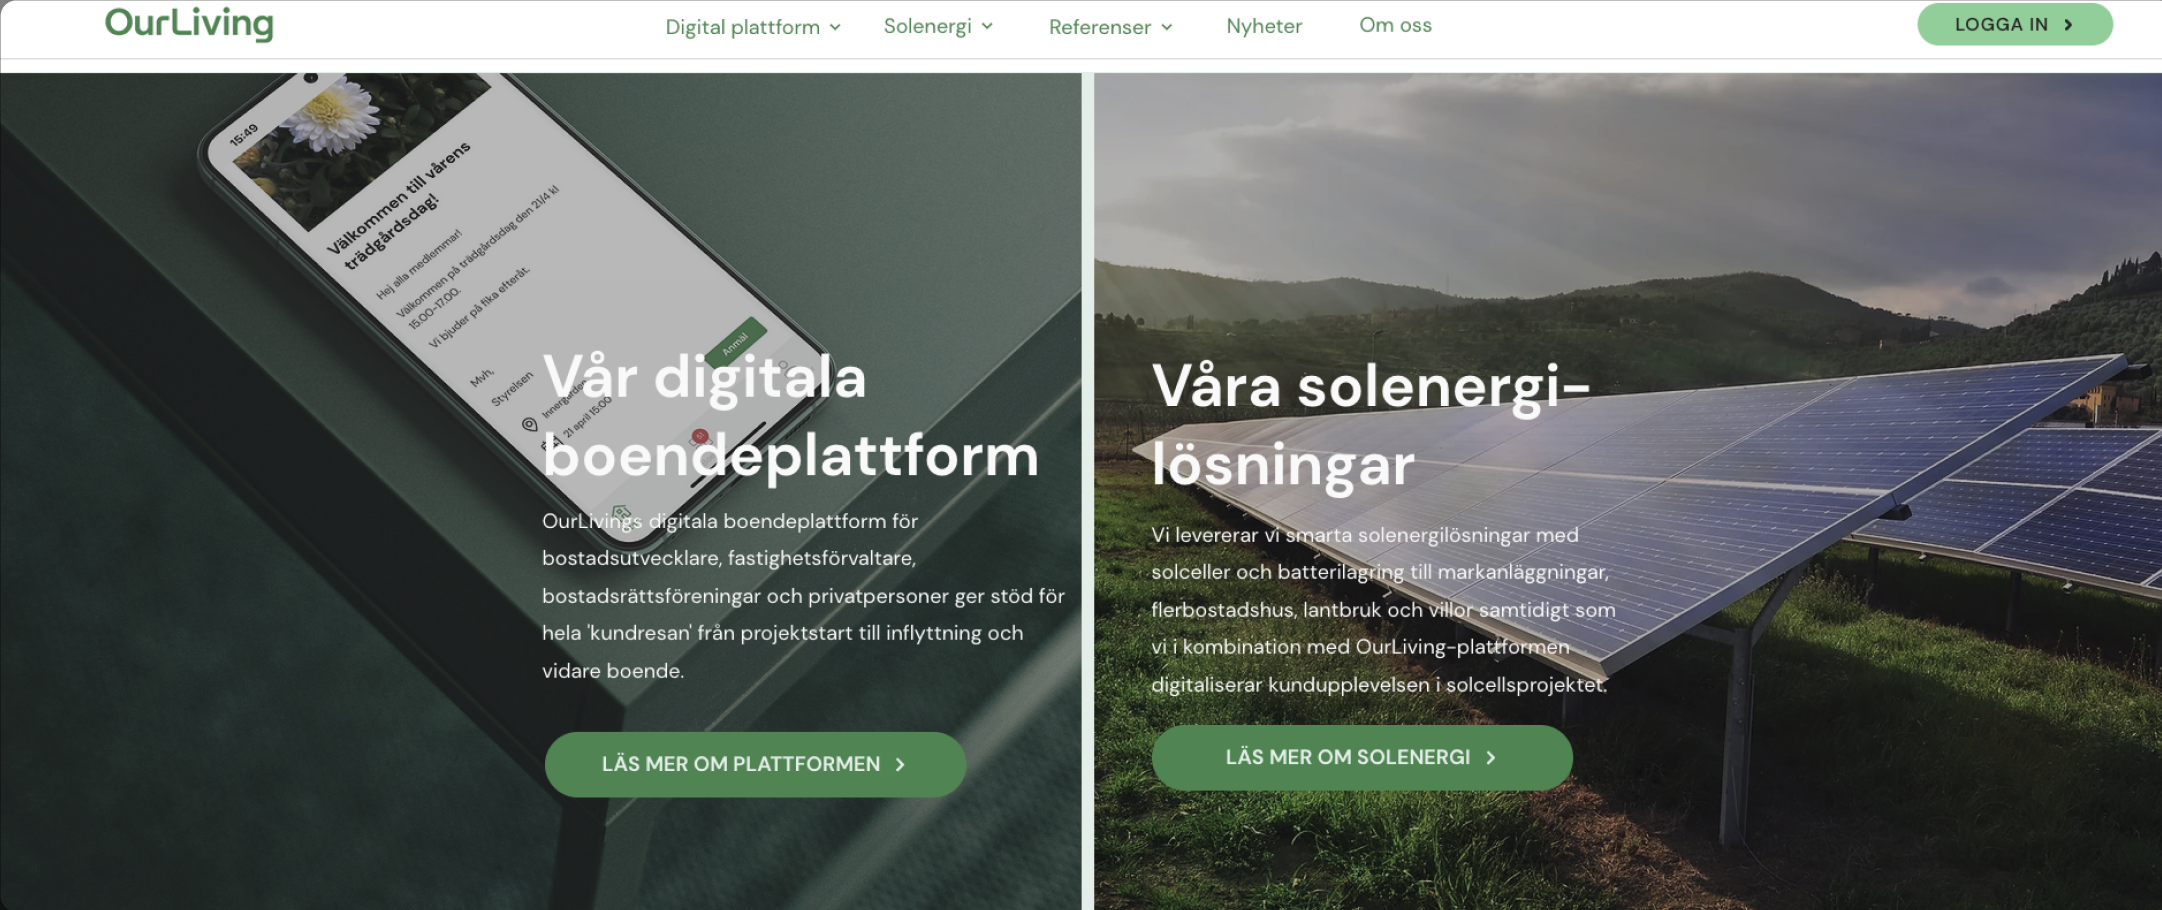 OurLiving
Digital plattform
Solenergi
Referenser
Nyheter
Om oss
LOGGA IN
15:49
Välkommen till vårens
trädgårdsdag!
Hej alla medlemmar!
Välkommen på trädgårdsdag den 21/4 kl
15.00-17.00.
Vi bjuder på fika efteråt.
Mvh,
Styrelsen
Innergården
21 april 15:00
Anmäl
Vår digitala
boendeplattform
OurLivings digitala boendeplattform för
bostadsutvecklare, fastighetsförvaltare,
bostadsrättsföreningar och privatpersoner ger stöd för
hela 'kundresan' från projektstart till inflyttning och
vidare boende.
LÄS MER OM PLATTFORMEN
Våra solenergi-
lösningar
Vi levererar vi smarta solenergilösningar med
solceller och batterilagring till markanläggningar,
flerbostadshus, lantbruk och villor samtidigt som
vi i kombination med OurLiving-plattformen
digitaliserar kundupplevelsen i solcellsprojektet.
LÄS MER OM SOLENERGI